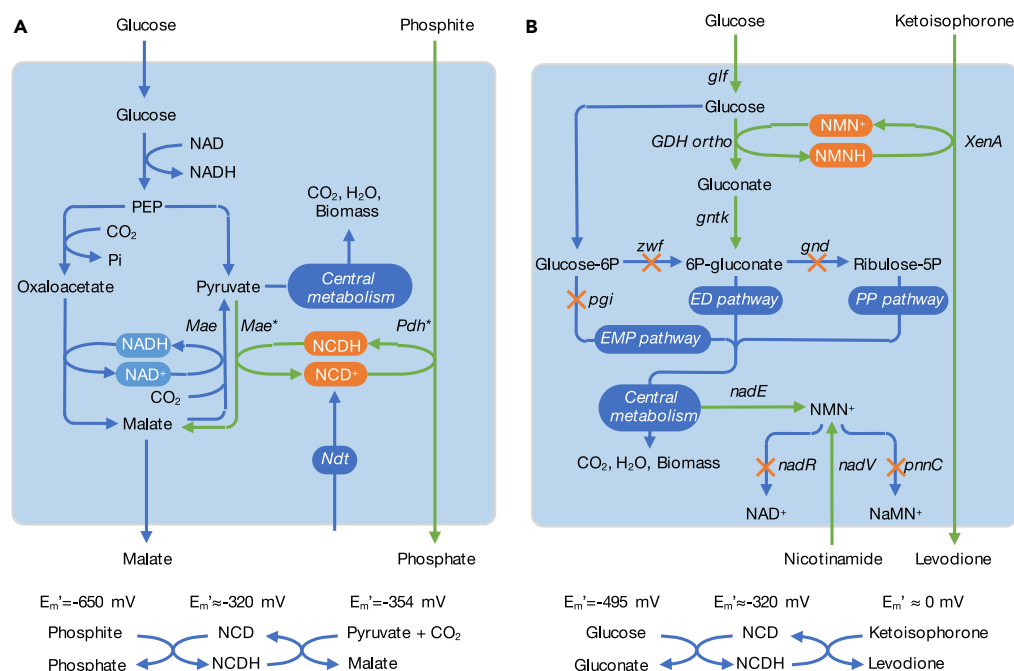 A
Glucose
Phosphite
Glucose
NAD
NADH
PEP
CO₂
Pi
CO₂, H₂O,
Biomass
Oxaloacetate
Pyruvate
Central
metabolism
Mae
Mae*
Pdh*
NADH
NAD⁺
NCDH
NCD⁺
CO₂
Malate
Ndt
Malate
Phosphate
Eₘ'=-650 mV
Eₘ'≈-320 mV
Eₘ'=-354 mV
Phosphite
NCD
Pyruvate + CO₂
Phosphate
NCDH
Malate
B
Glucose
Ketoisophorone
glf
Glucose
NMN⁺
GDH ortho
XenA
NMNH
Gluconate
gntk
zwf
gnd
Glucose-6P
6P-gluconate
Ribulose-5P
pgi
ED pathway
PP pathway
EMP pathway
Central
metabolism
nadE
NMN⁺
CO₂, H₂O, Biomass
nadR
nadV
pnnC
NAD⁺
NaMN⁺
Nicotinamide
Levodione
Eₘ'=-495 mV
Eₘ'≈-320 mV
Eₘ' ≈ 0 mV
Glucose
NCD
Ketoisophorone
Gluconate
NCDH
Levodione